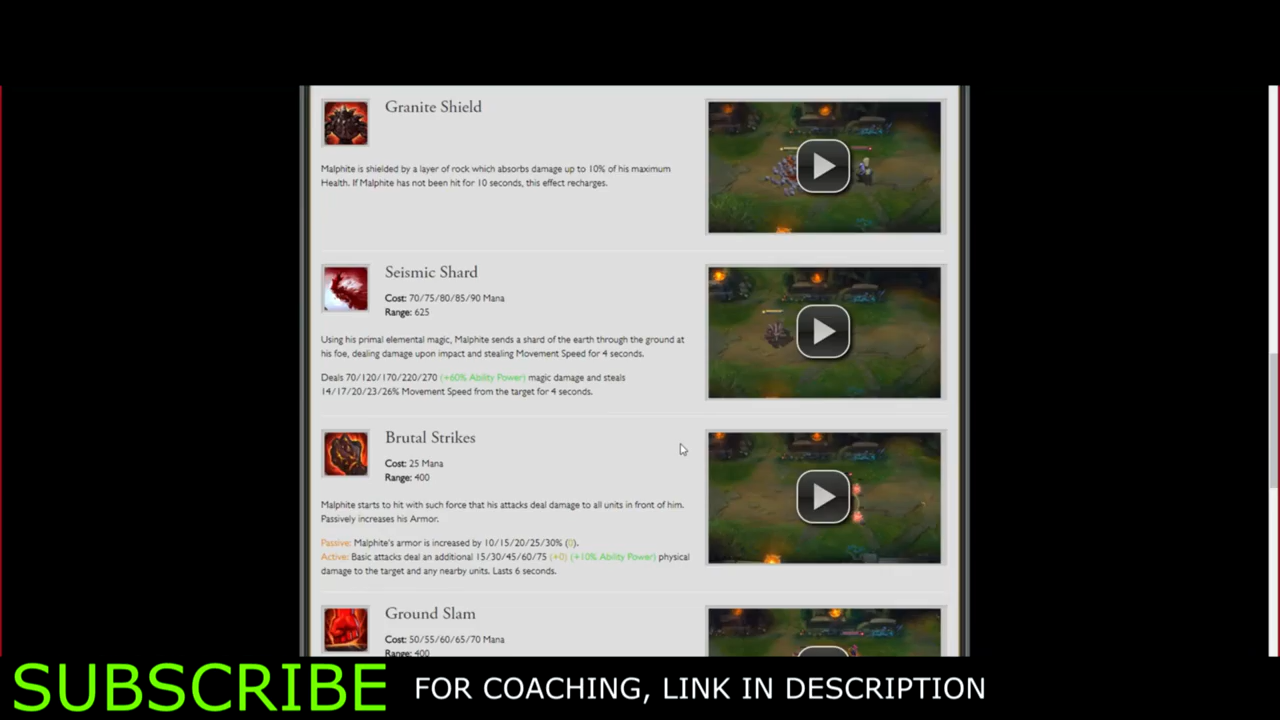 Granite Shield
Malphite is shielded by a layer of rock which absorbs damage up to 10% of his maximum
Health. If Malphite has not been hit for 10 seconds, this effect recharges.
Seismic Shard
Cost: 70/75/80/85/90 Mana
Range: 625
Using his primal elemental magic, Malphite sends a shard of the earth through the ground at
his foe, dealing damage upon impact and stealing Movement Speed for 4 seconds.
Deals 70/120/170/220/270 (+60% Ability Power) magic damage and steals
14/17/20/23/26% Movement Speed from the target for 4 seconds.
Brutal Strikes
Cost: 25 Mana
Range: 400
Malphite starts to hit with such force that his attacks deal damage to all units in front of him.
Passively increases his Armor.
Passive: Malphite's armor is increased by 10/15/20/25/30% (0).
Active: Basic attacks deal an additional 15/30/45/60/75 (+0) (+10% Ability Power) physical
damage to the target and any nearby units. Lasts 6 seconds.
Ground Slam
Cost: 50/55/60/65/70 Mana
Range: 400
SUBSCRIBE FOR COACHING, LINK IN DESCRIPTION